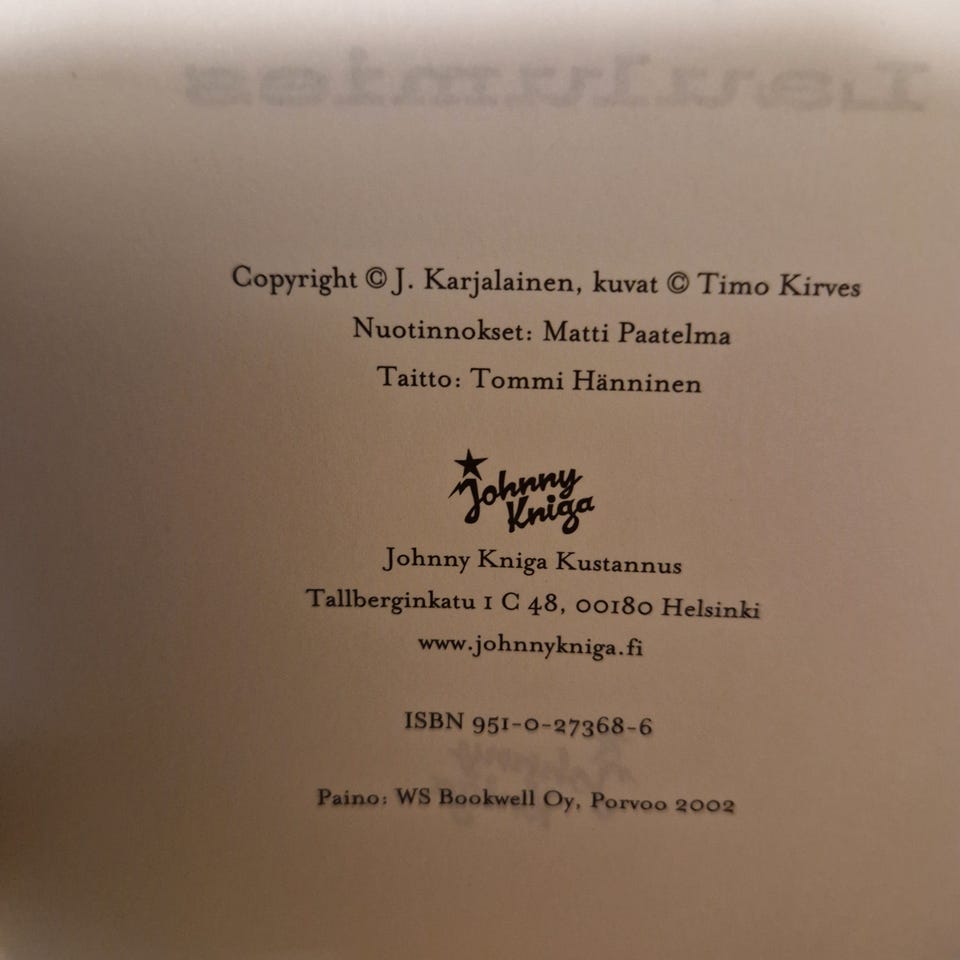 Copyright © J. Karjalainen, kuvat © Timo Kirves
Nuotinnokset: Matti Paatelma
Taitto: Tommi Hänninen
Johnny
Kniga
Johnny Kniga Kustannus
Tallberginkatu 1 C 48, 00180 Helsinki
www.johnnykniga.fi
ISBN 951-0-27368-6
Paino: WS Bookwell Oy, Porvoo 2002